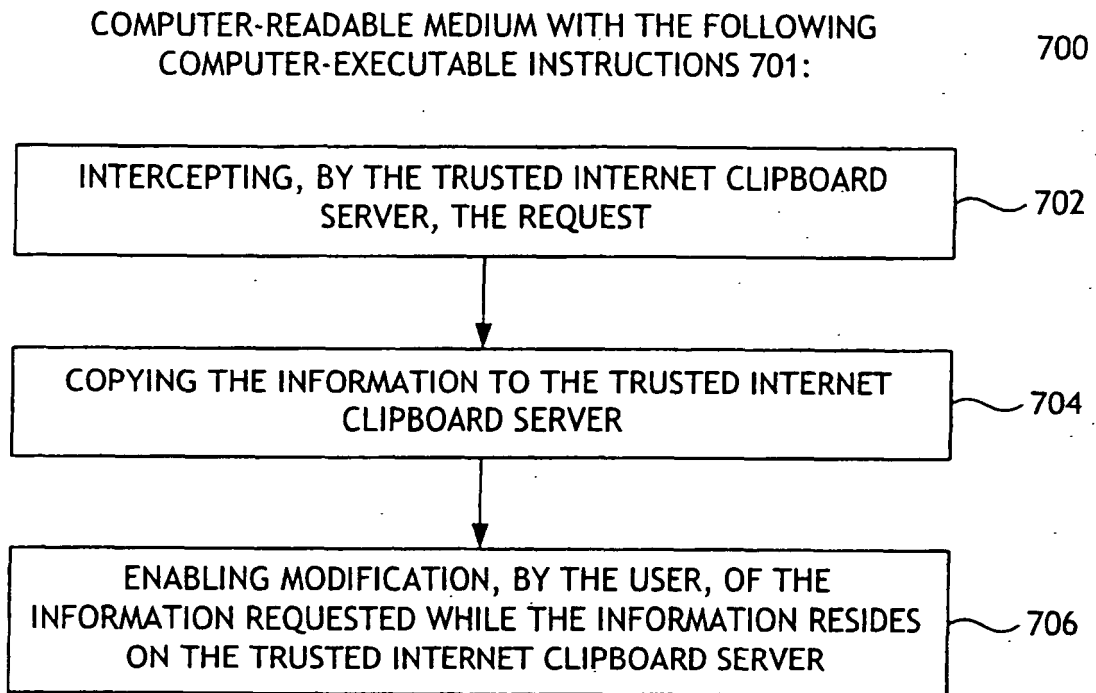 COMPUTER-READABLE MEDIUM WITH THE FOLLOWING
COMPUTER-EXECUTABLE INSTRUCTIONS 701:
700
INTERCEPTING, BY THE TRUSTED INTERNET CLIPBOARD
SERVER, THE REQUEST
702
COPYING THE INFORMATION TO THE TRUSTED INTERNET
CLIPBOARD SERVER
704
ENABLING MODIFICATION, BY THE USER, OF THE
INFORMATION REQUESTED WHILE THE INFORMATION RESIDES
ON THE TRUSTED INTERNET CLIPBOARD SERVER
706